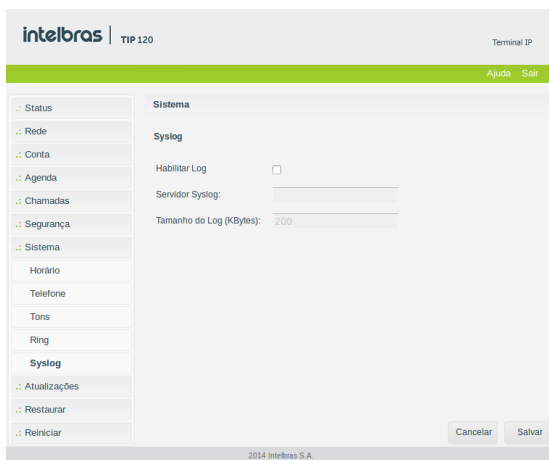 intelbras | TIP 120
Terminal IP
Ajuda Sair
.: Status
.: Rede
.: Conta
.: Agenda
.: Chamadas
.: Segurança
.: Sistema
Horário
Telefone
Tons
Ring
Syslog
.: Atualizações
.: Restaurar
.: Reiniciar
Sistema
Syslog
Habilitar Log
Servidor Syslog:
Tamanho do Log (KBytes): 200
Cancelar Salvar
2014 Intelbras S.A.